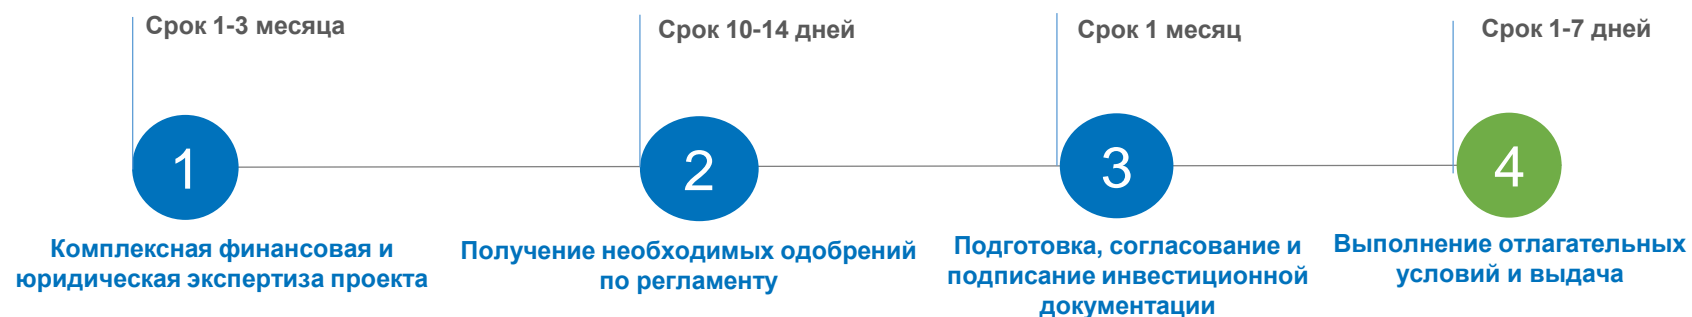 Срок 1-3 месяца
Срок 10-14 дней
Срок 1 месяц
Срок 1-7 дней
1
2
3
4
Комплексная финансовая и
юридическая экспертиза проекта
Получение необходимых одобрений
по регламенту
Подготовка, согласование и
подписание инвестиционной
документации
Выполнение отлагательных
условий и выдача